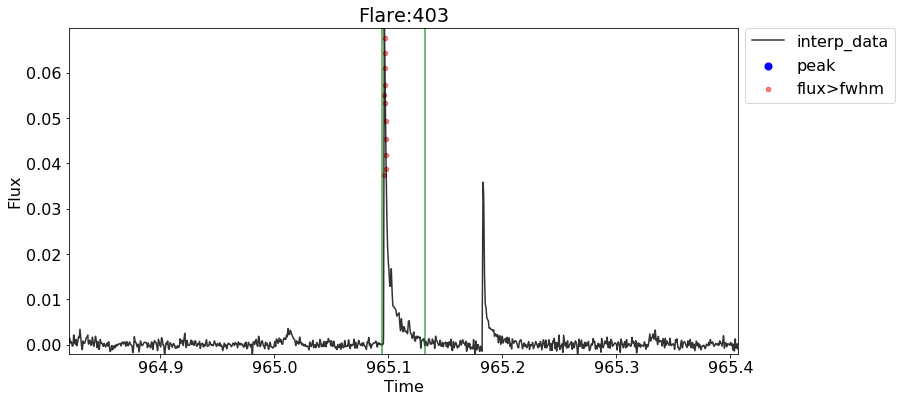 Flare:403
interp_data
peak
flux>fwhm
0.06
0.05
0.04
0.03
0.02
0.01
0.00
Flux
964.9 965.0 965.1 965.2 965.3 965.4
Time